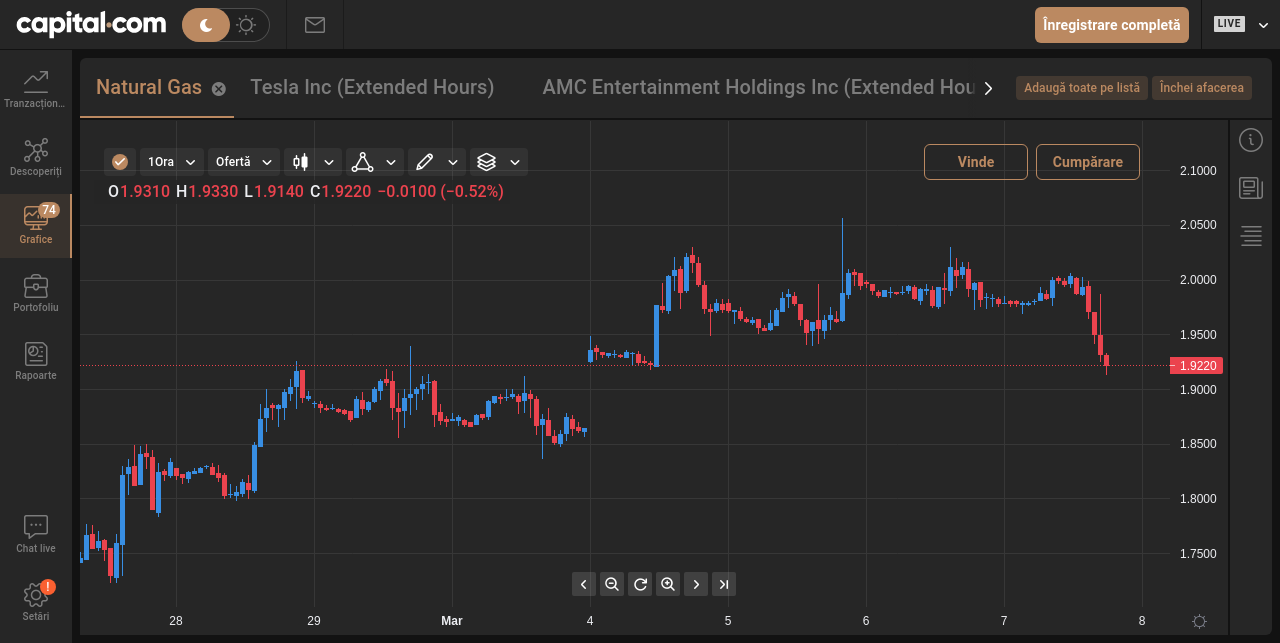 capital.com
Înregistrare completă
LIVE
Natural Gas
Tesla Inc (Extended Hours)
AMC Entertainment Holdings Inc (Extended Hou
Adaugă toate pe listă
Închei afacerea
Tranzacțion...
Descoperiți
74
Grafice
Portofoliu
Rapoarte
Chat live
!
Setări
1Ora
Ofertă
Vinde
Cumpărare
O1.9310 H1.9330 L1.9140 C1.9220 −0.0100 (−0.52%)
2.1000
2.0500
2.0000
1.9500
1.9220
1.9000
1.8500
1.8000
1.7500
28 29 Mar 4 5 6 7 8